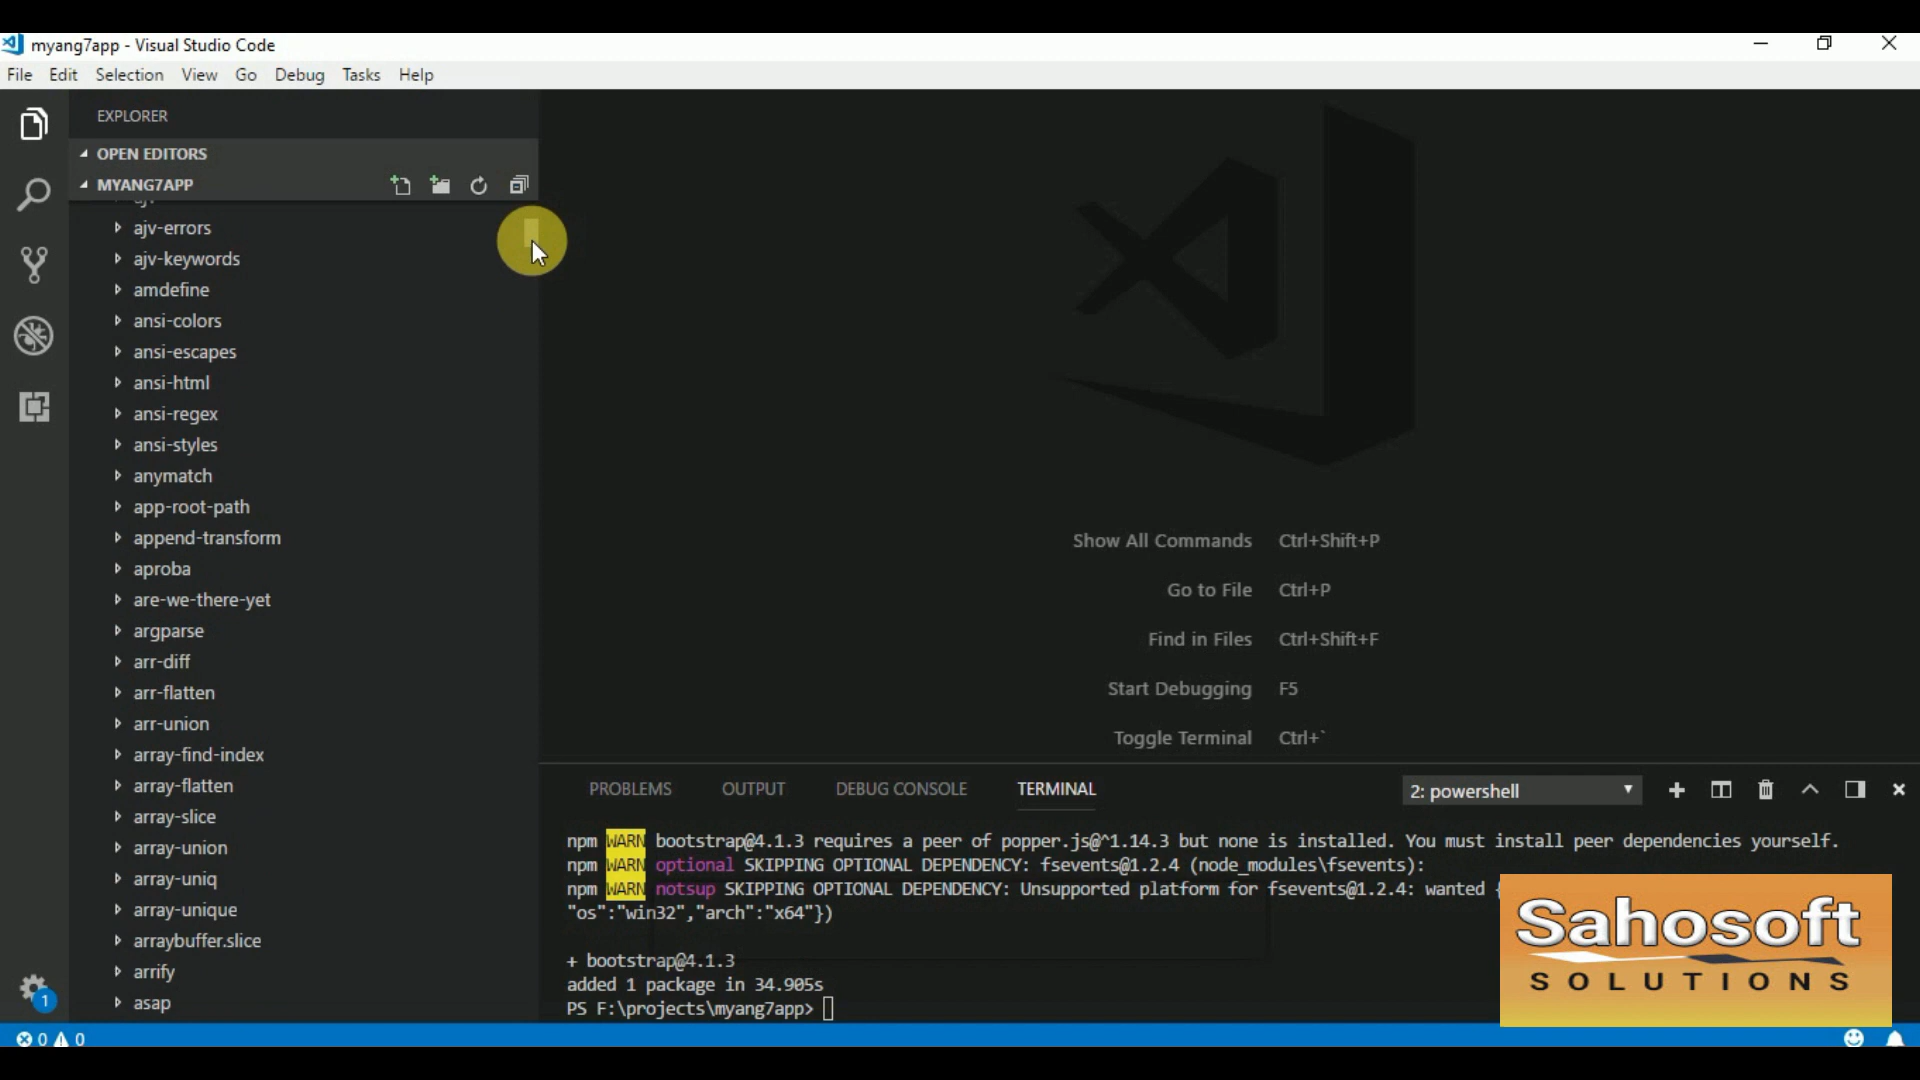 myang7app - Visual Studio Code
File Edit Selection View Go Debug Tasks Help
EXPLORER
OPEN EDITORS
MYANG7APP
ajv-errors
ajv-keywords
amdefine
ansi-colors
ansi-escapes
ansi-html
ansi-regex
ansi-styles
anymatch
app-root-path
append-transform
aproba
are-we-there-yet
argparse
arr-diff
arr-flatten
arr-union
array-find-index
array-flatten
array-slice
array-union
array-uniq
array-unique
arraybuffer.slice
arrify
asap
Show All Commands Ctrl+Shift+P
Go to File Ctrl+P
Find in Files Ctrl+Shift+F
Start Debugging F5
Toggle Terminal Ctrl+`
PROBLEMS OUTPUT DEBUG CONSOLE TERMINAL 2: powershell
npm WARN bootstrap@4.1.3 requires a peer of popper.js@^1.14.3 but none is installed. You must install peer dependencies yourself.
npm WARN optional SKIPPING OPTIONAL DEPENDENCY: fsevents@1.2.4 (node_modules\fsevents):
npm WARN notsup SKIPPING OPTIONAL DEPENDENCY: Unsupported platform for fsevents@1.2.4: wanted {
"os":"win32","arch":"x64"})
+ bootstrap@4.1.3
added 1 package in 34.905s
PS F:\projects\myang7app>
Sahosoft
SOLUTIONS
1
0 0